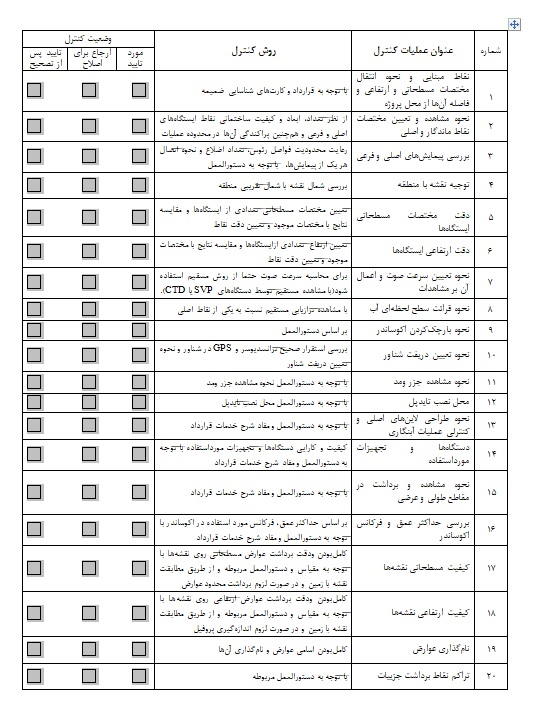 شماره
عنوان عملیات کنترل
روش کنترل
وضعیت کنترل
مورد تایید
ارجاع برای اصلاح
تایید پس از تصحیح
۱
نقاط مبنایی و نحوه انتقال
مختصات مسطحاتی و ارتفاعی و
فاصله آن‌ها از محل پروژه
با توجه به قرارداد و کارت‌های شناسایی ضمیمه
۲
نحوه مشاهده و تعیین مختصات
نقاط ماندگار و اصلی
از نظر تعداد، ابعاد و کیفیت ساختمانی نقاط ایستگاه‌های
اصلی و فرعی و همچنین پراکندگی آن‌ها در محدوده عملیات
۳
بررسی پیمایش‌های اصلی و فرعی
رعایت محدودیت فواصل رئوس، تعداد اضلاع و نحوه اتصال
هر یک از پیمایش‌ها، با توجه به دستورالعمل
۴
توجیه نقشه با منطقه
بررسی شمال نقشه با شمال تقریبی منطقه
۵
دقت مختصات مسطحاتی
ایستگاه‌ها
تعیین مختصات مسطحاتی تعدادی از ایستگاه‌ها و مقایسه
نتایج با مختصات موجود و تعیین دقت نقاط
۶
دقت ارتفاعی ایستگاه‌ها
تعیین ارتفاع تعدادی ازایستگاه‌ها و مقایسه نتایج با مختصات
موجود و تعیین دقت نقاط
۷
نحوه تعیین سرعت صوت و اعمال
آن بر مشاهدات
برای محاسبه سرعت صوت حتما از روش مستقیم استفاده
شود(با مشاهده مستقیم توسط دستگاه‌های SVP یا CTD).
۸
نحوه قرائت سطح لحظه‌ای آب
با مشاهده ترازیابی مستقیم نسبت به یکی از نقاط اصلی
۹
نحوه بارچک‌کردن اکوساندر
بر اساس دستورالعمل
۱۰
نحوه تعیین دریفت شناور
بررسی استقرار صحیح ترانسدیوسر و GPS در شناور و نحوه
تعیین دریفت شناور
۱۱
نحوه مشاهده جزر ومد
با توجه به دستورالعمل نحوه مشاهده جزر ومد
۱۲
محل نصب تایدپل
با توجه به دستورالعمل محل نصب تایدپل
۱۳
نحوه طراحی لاین‌های اصلی و
کنترلی عملیات آبنگاری
با توجه به دستورالعمل و مفاد شرح خدمات قرارداد
۱۴
دستگاه‌ها و تجهیزات
مورداستفاده
کیفیت و کارایی دستگاه‌ها و تجهیزات مورداستفاده با توجه
به دستورالعمل و مفاد شرح خدمات قرارداد
۱۵
نحوه مشاهده و برداشت در
مقاطع طولی و عرضی
با توجه به دستورالعمل و مفاد شرح خدمات قرارداد
۱۶
بررسی حداکثر عمق و فرکانس
اکوساندر
بر اساس حداکثر عمق، فرکانس مورد استفاده در اکوساندر با
توجه به دستورالعمل و مفاد شرح خدمات قرارداد
۱۷
کیفیت مسطحاتی نقشه‌ها
کامل‌بودن ودقت برداشت عوارض مسطحاتی روی نقشه‌ها با
توجه به مقیاس و دستورالعمل مربوطه و از طریق مطابقت
نقشه با زمین و در صورت لزوم برداشت محدود عوارض
۱۸
کیفیت ارتفاعی نقشه‌ها
کامل‌بودن ودقت برداشت عوارض ارتفاعی روی نقشه‌ها با
توجه به مقیاس و دستورالعمل مربوطه و از طریق مطابقت
نقشه با زمین و در صورت لزوم اندازه‌گیری پروفیل
۱۹
نام‌گذاری عوارض
کامل‌بودن اسامی عوارض و نام‌گذاری آن‌ها
۲۰
تراکم نقاط برداشت جزییات
با توجه به دستورالعمل مربوطه